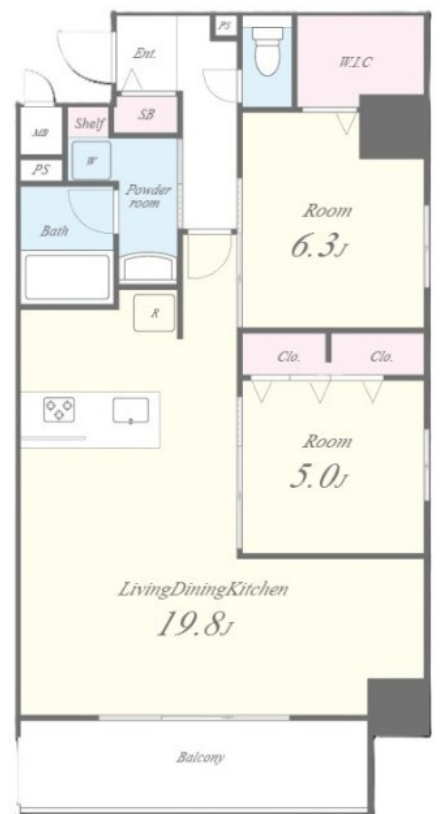 PS
Ent.
W.I.C
SB
Shelf
MB
W
PS
Powder
room
Bath
Room
6.3J
R
Clo.
Clo.
Room
5.0J
LivingDiningKitchen
19.8J
Balcony